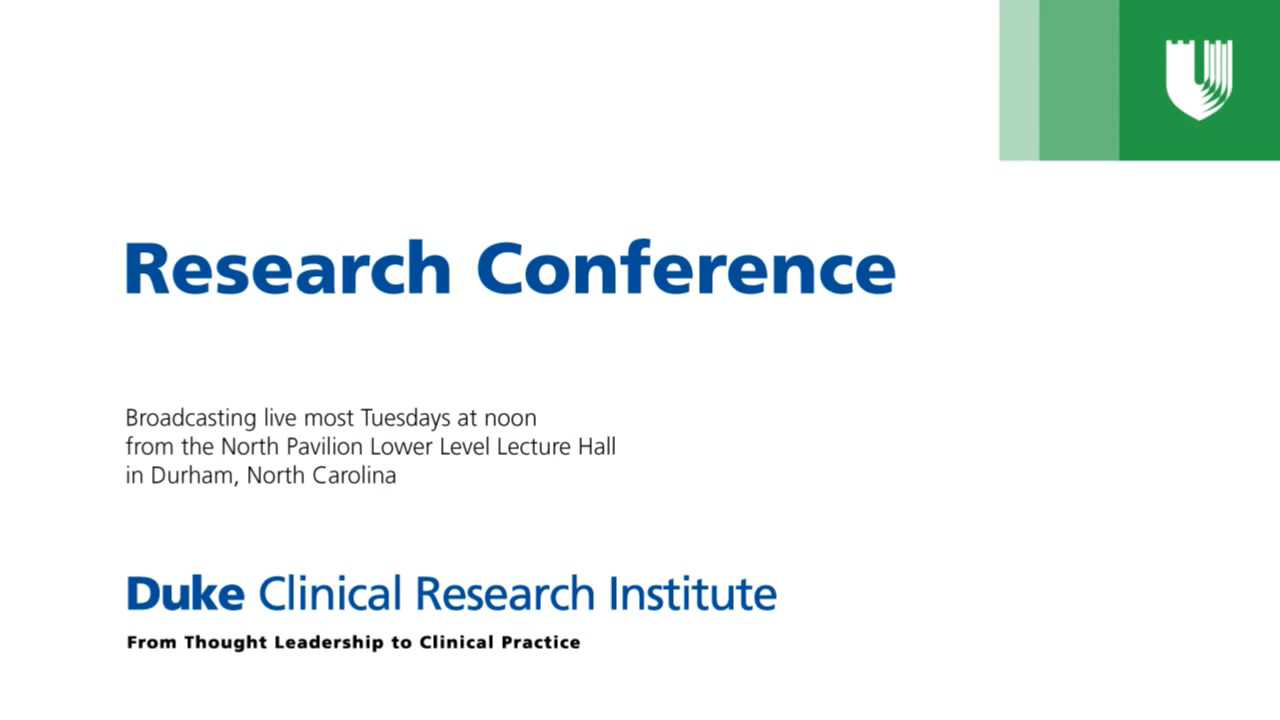 Research Conference
Broadcasting live most Tuesdays at noon
from the North Pavilion Lower Level Lecture Hall
in Durham, North Carolina
Duke Clinical Research Institute
From Thought Leadership to Clinical Practice